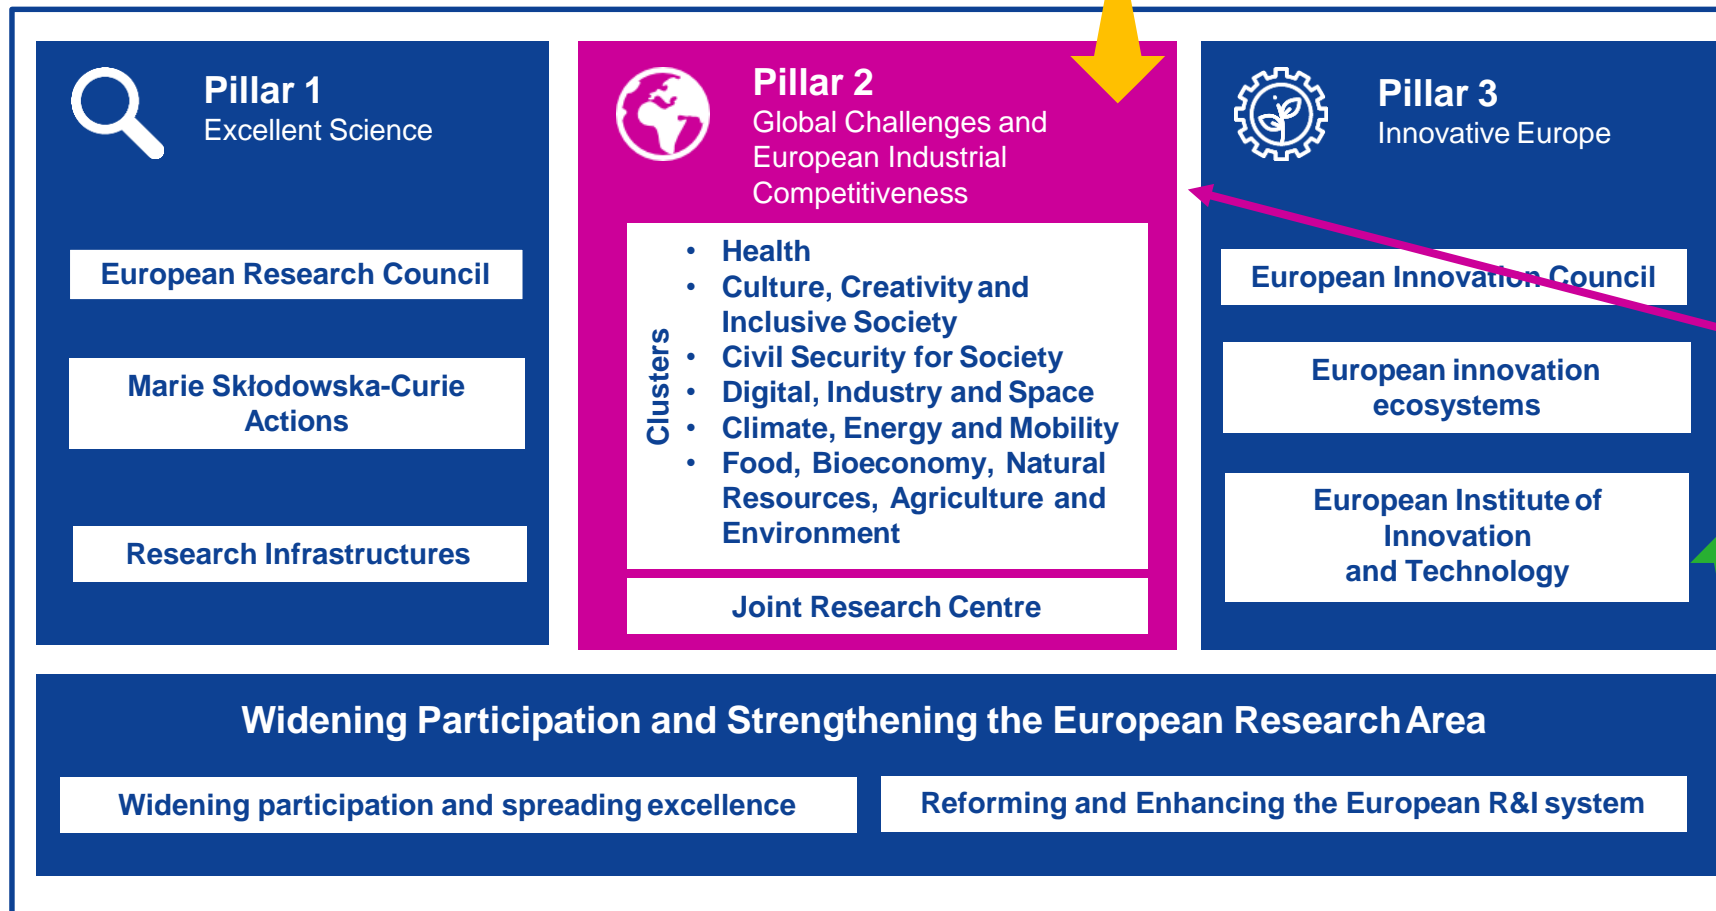 Pillar 1
Excellent Science
European Research Council
Marie Skłodowska-Curie
Actions
Research Infrastructures
Pillar 2
Global Challenges and
European Industrial
Competitiveness
Clusters
• Health
• Culture, Creativity and
Inclusive Society
• Civil Security for Society
• Digital, Industry and Space
• Climate, Energy and Mobility
• Food, Bioeconomy, Natural
Resources, Agriculture and
Environment
Joint Research Centre
Pillar 3
Innovative Europe
European Innovation Council
European innovation
ecosystems
European Institute of
Innovation
and Technology
Widening Participation and Strengthening the European Research Area
Widening participation and spreading excellence
Reforming and Enhancing the European R&I system